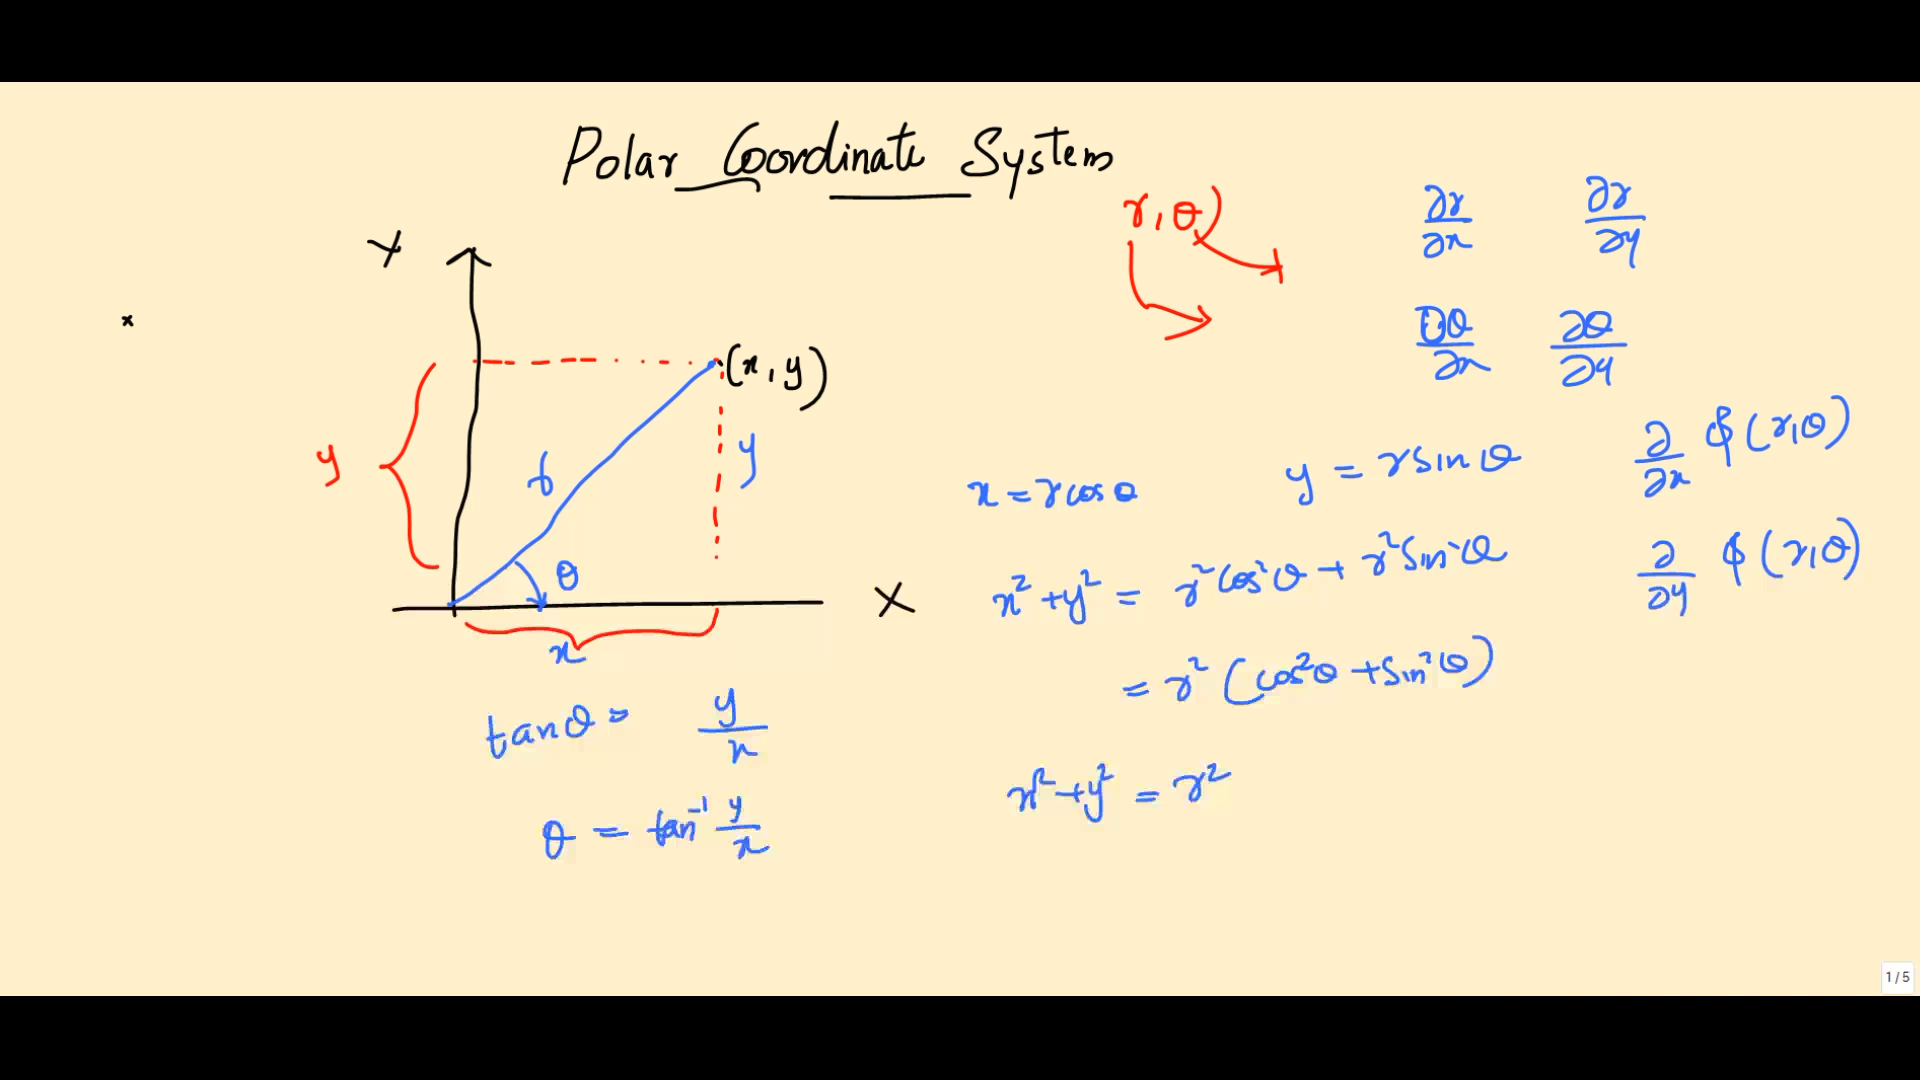 Polar Coordinate System
r, θ)
∂r/∂x ∂r/∂y
∂θ/∂x ∂θ/∂y
Y
(x, y)
y
r
y
θ
X
x
x = r cos θ
y = r sin θ
∂/∂x ϕ(r,θ)
x² + y² = r² cos² θ + r² sin² θ
∂/∂y ϕ(r,θ)
= r² (cos² θ + sin² θ)
tan θ = y/x
x² + y² = r²
θ = tan⁻¹ y/x
1/5